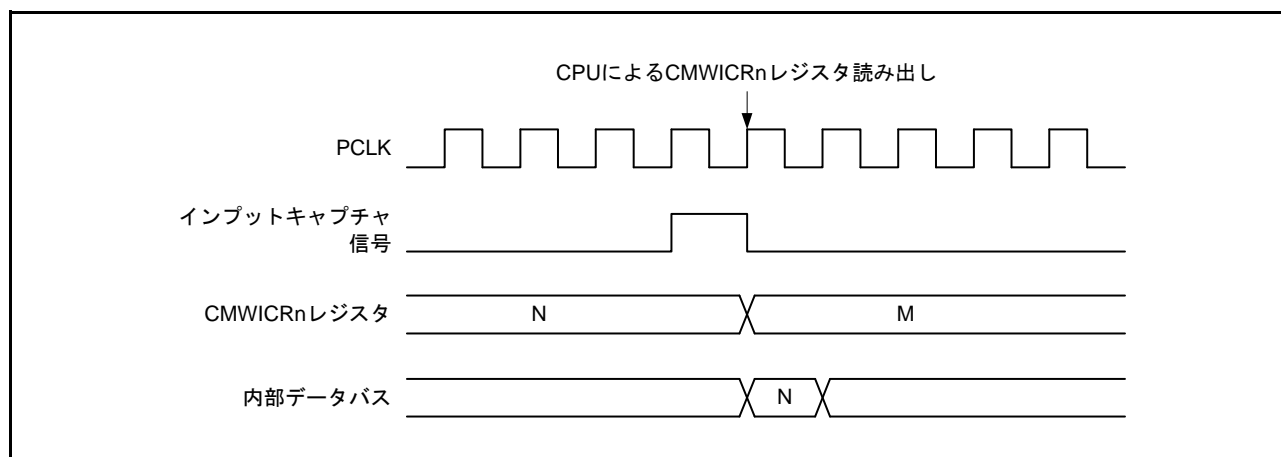 CPUによるCMWICRnレジスタ読み出し
PCLK
インプットキャプチャ
信号
CMWICRnレジスタ
N
M
内部データバス
N